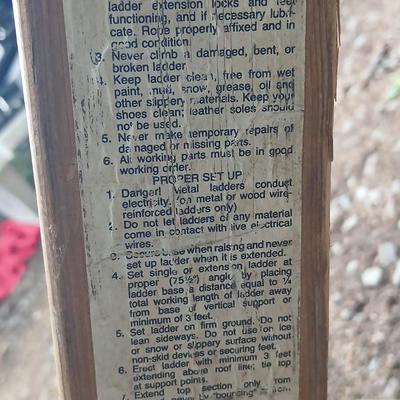 ladder extension locks and feet
functioning, and if necessary lubri-
cate. Rope properly affixed and in
good condition.
3. Never climb a damaged, bent, or
broken ladder.
4. Keep ladder clean, free from wet
paint, mud, snow, grease, oil and
other slippery materials. Keep your
shoes clean; leather soles should
not be used.
5. Never make temporary repairs of
damaged or missing parts.
6. All working parts must be in good
working order.
PROPER SET UP
1. Danger! Metal ladders conduct
electricity. (on metal or wood wire-
reinforced ladders only)
2. Do not let ladders of any material
come in contact with live electrical
wires.
3. Secure base when raising and never
set up ladder when it is extended.
4. Set single or extension ladder at
proper (75½°) angle by placing
ladder base a distance equal to ¼
total working length of ladder away
from base of vertical support or
minimum of 3 feet.
5. Set ladder on firm ground. Do not
lean sideways. Do not use on ice
or snow or slippery surface without
non-skid devices or securing feet.
6. Erect ladder with minimum 3 feet
extending above roof line; tie top
at support points.
7. Extend top section only from
"bouncing"